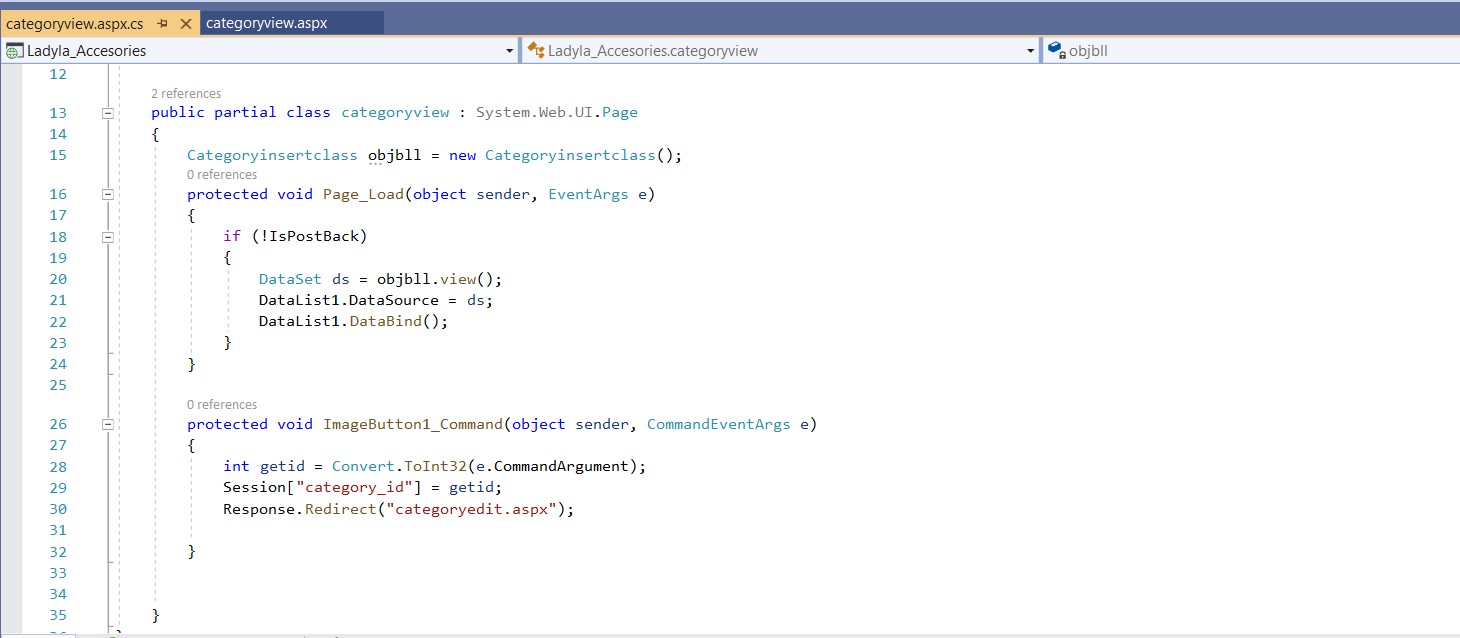 categoryview.aspx.cs categoryview.aspx
Ladyla_Accesories Ladyla_Accesories.categoryview objbll
12
2 references
13 public partial class categoryview : System.Web.UI.Page
14 {
15 Categoryinsertclass objbll = new Categoryinsertclass();
0 references
16 protected void Page_Load(object sender, EventArgs e)
17 {
18 if (!IsPostBack)
19 {
20 DataSet ds = objbll.view();
21 DataList1.DataSource = ds;
22 DataList1.DataBind();
23 }
24 }
25
0 references
26 protected void ImageButton1_Command(object sender, CommandEventArgs e)
27 {
28 int getid = Convert.ToInt32(e.CommandArgument);
29 Session["category_id"] = getid;
30 Response.Redirect("categoryedit.aspx");
31
32 }
33
34
35 }